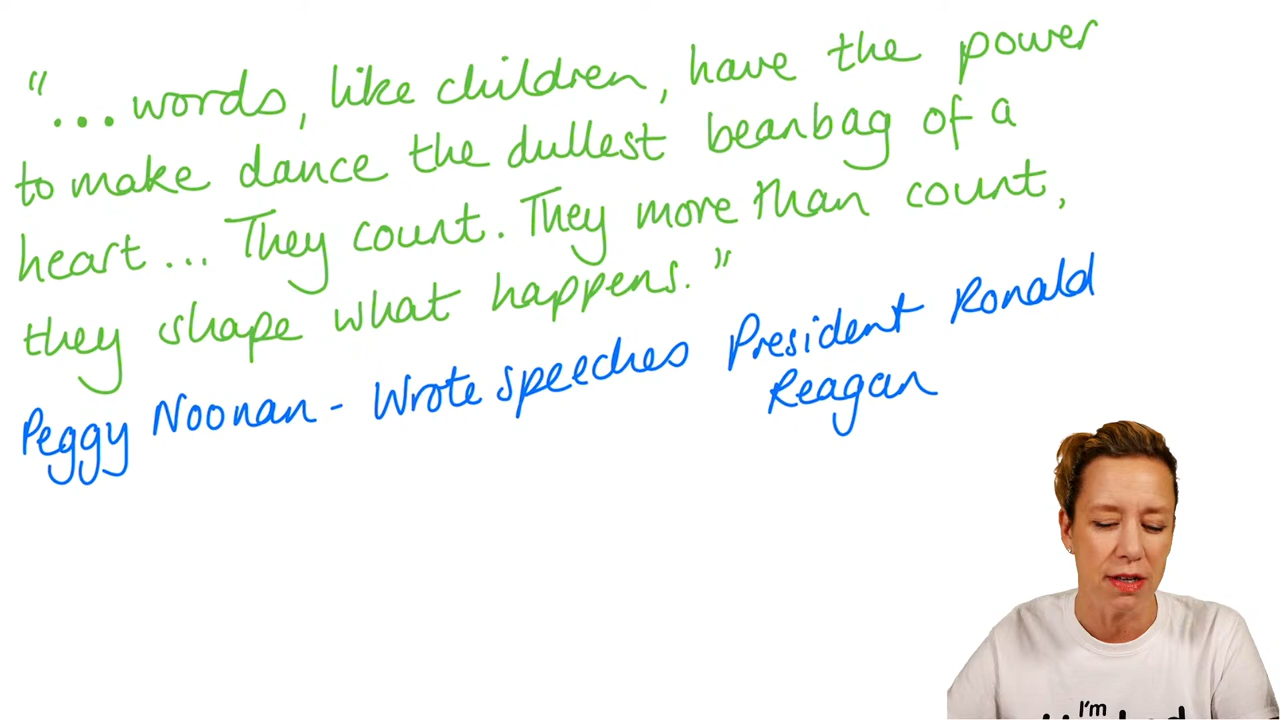 "...words, like children, have the power
to make dance the dullest beanbag of a
heart... They count. They more than count,
they shape what happens."
Peggy Noonan - Wrote speeches President Ronald
Reagan
I'm